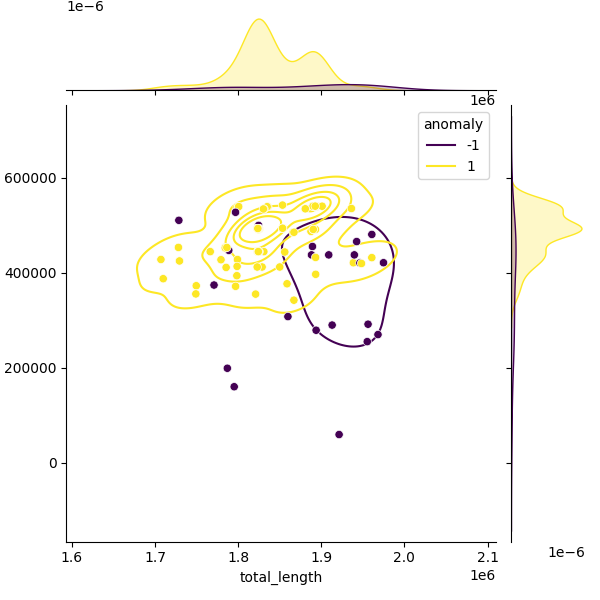 1e−6
1e6
anomaly
-1
1
600000
400000
200000
0
1.6 1.7 1.8 1.9 2.0 2.1
total_length 1e6
1e−6